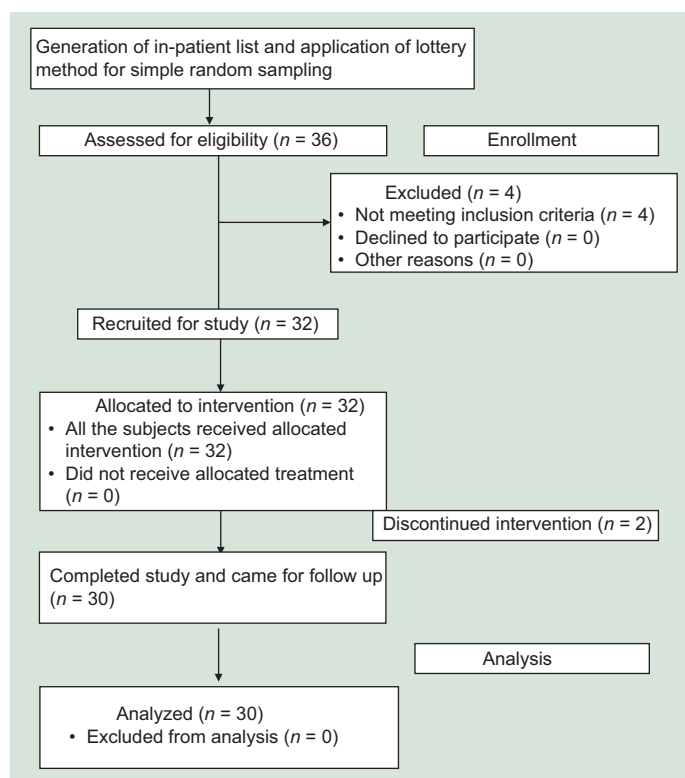 Generation of in-patient list and application of lottery
method for simple random sampling
Assessed for eligibility (n = 36)
Enrollment
Excluded (n = 4)
• Not meeting inclusion criteria (n = 4)
• Declined to participate (n = 0)
• Other reasons (n = 0)
Recruited for study (n = 32)
Allocated to intervention (n = 32)
• All the subjects received allocated
intervention (n = 32)
• Did not receive allocated treatment
(n = 0)
Discontinued intervention (n = 2)
Completed study and came for follow up
(n = 30)
Analysis
Analyzed (n = 30)
• Excluded from analysis (n = 0)